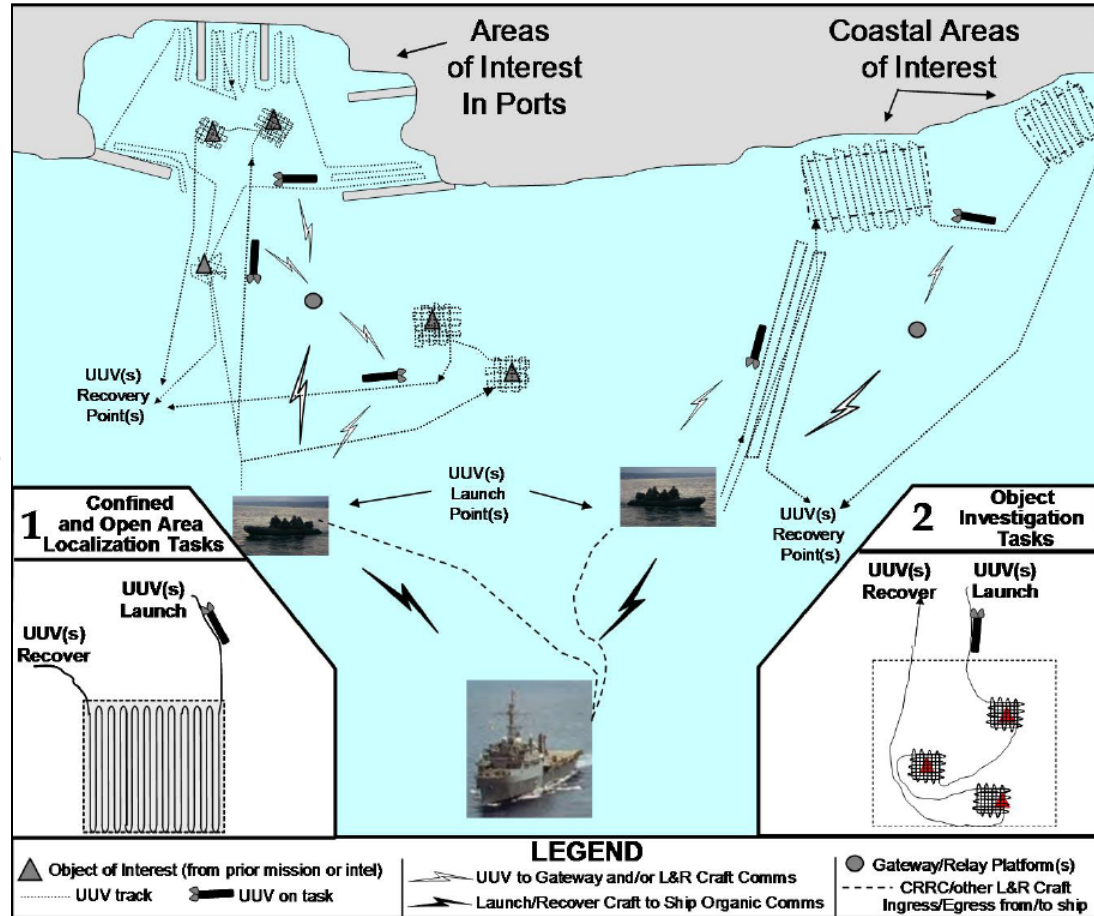 Areas
of Interest
In Ports
Coastal Areas
of Interest
UUV(s)
Recovery
Point(s)
UUV(s)
Launch
Point(s)
UUV(s)
Recovery
Point(s)
1
Confined
and Open Area
Localization Tasks
UUV(s)
Launch
UUV(s)
Recover
2
Object
Investigation
Tasks
UUV(s)
Recover
UUV(s)
Launch
LEGEND
Object of Interest (from prior mission or intel)
UUV track
UUV on task
UUV to Gateway and/or L&R Craft Comms
Launch/Recover Craft to Ship Organic Comms
Gateway/Relay Platform(s)
CRRC/other L&R Craft
Ingress/Egress from/to ship